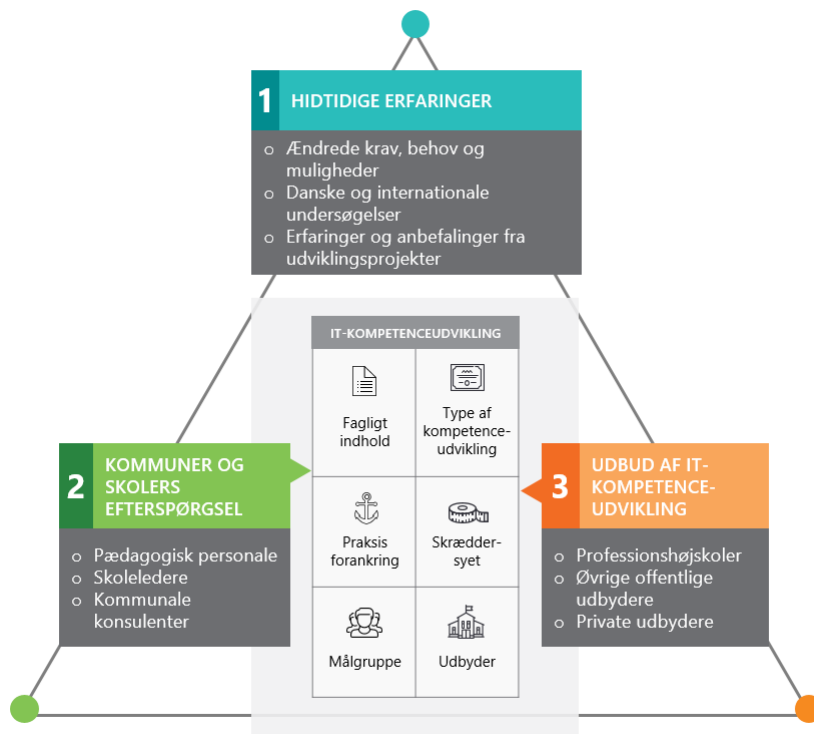 1 HIDTIDIGE ERFARINGER
o Ændrede krav, behov og
muligheder
o Danske og internationale
undersøgelser
o Erfaringer og anbefalinger fra
udviklingsprojekter
IT-KOMPETENCEUDVIKLING
Fagligt
indhold
Type af
kompetence-
udvikling
Praksis
forankring
Skrædder-
syet
Målgruppe
Udbyder
2 KOMMUNER OG
SKOLERS
EFTERSPØRGSEL
o Pædagogisk personale
o Skoleledere
o Kommunale
konsulenter
3 UDBUD AF IT-
KOMPETENCE-
UDVIKLING
o Professionshøjskoler
o Øvrige offentlige
udbydere
o Private udbydere